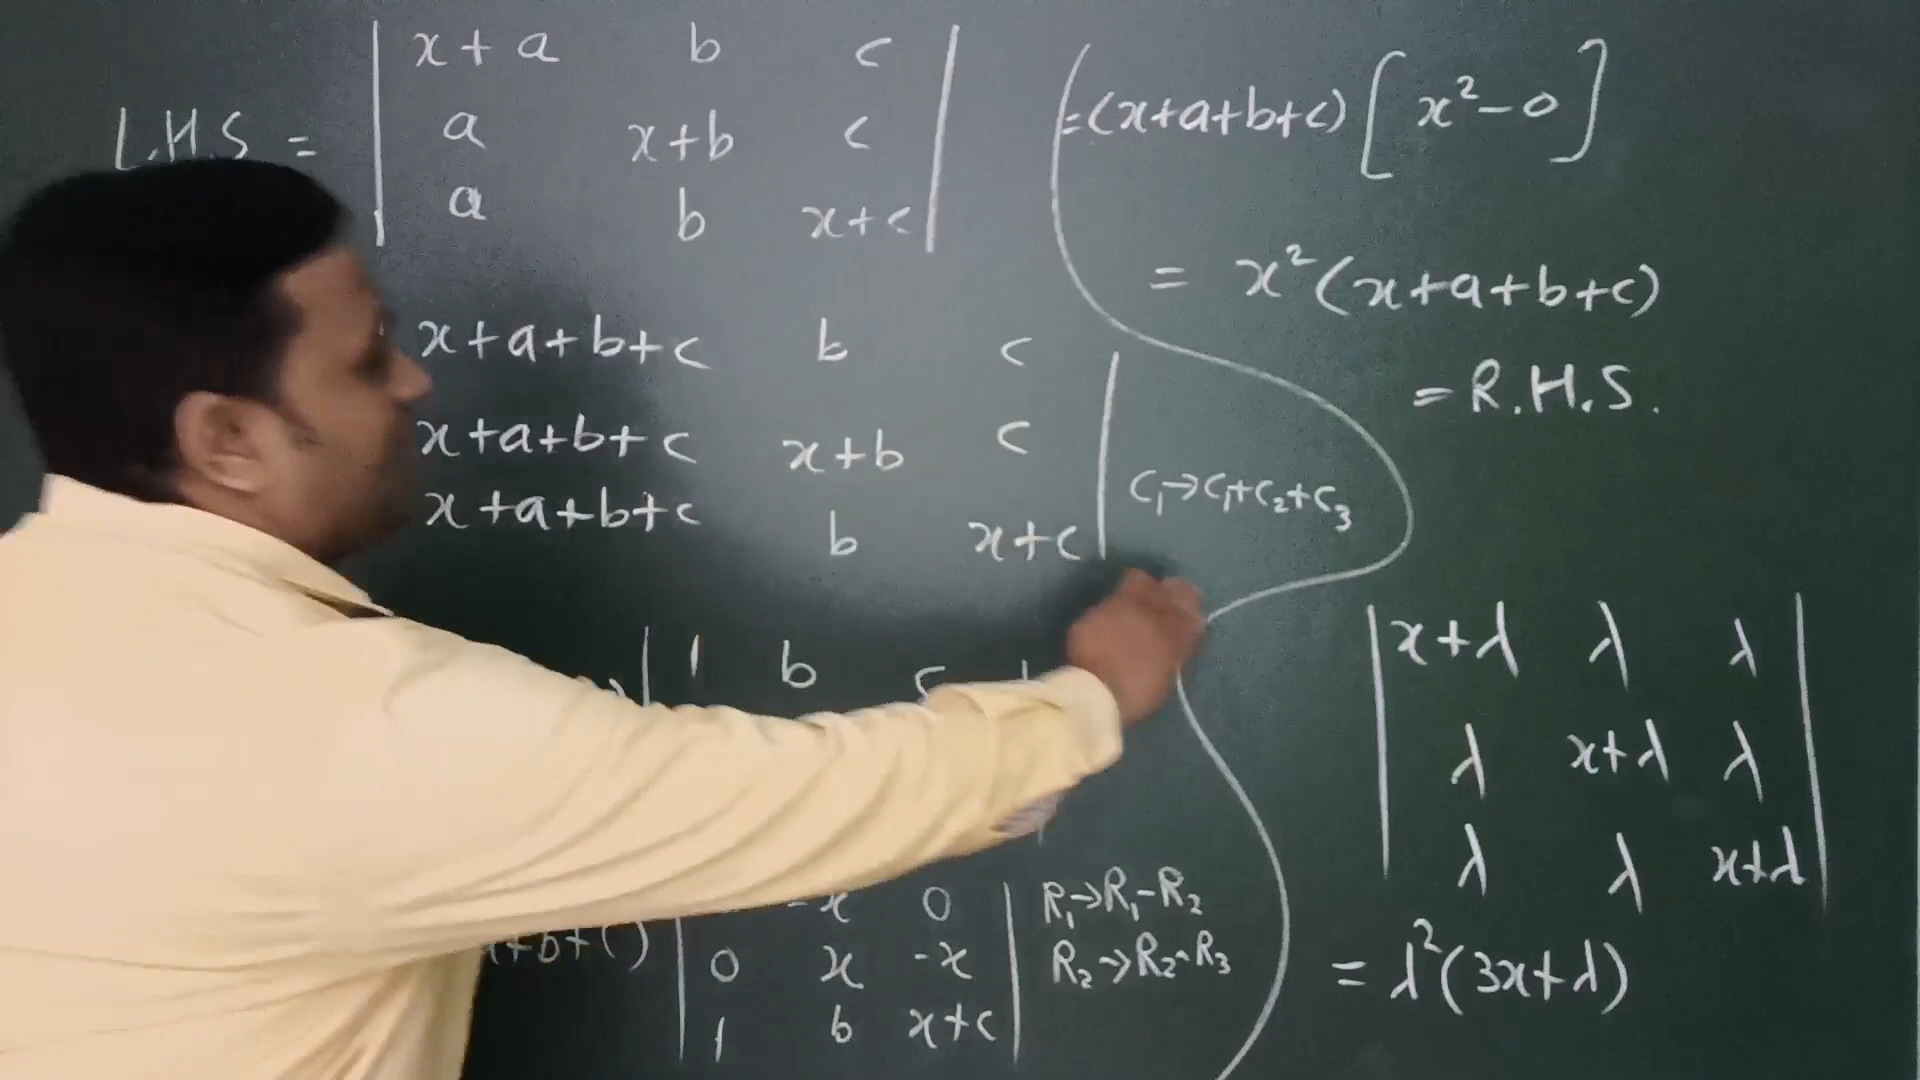 x+a b c
L.H.S = a x+b c
a b x+c
x+a+b+c b c
x+a+b+c x+b c
x+a+b+c b x+c C₁→C₁+C₂+C₃
1 b c
-x 0 R₁→R₁-R₂
+b+c) 0 x -x R₂→R₂-R₃
1 b x+c
=(x+a+b+c) [x²-0]
= x²(x+a+b+c)
= R.H.S.
x+λ λ λ
λ x+λ λ
λ λ x+λ
= λ²(3x+λ)